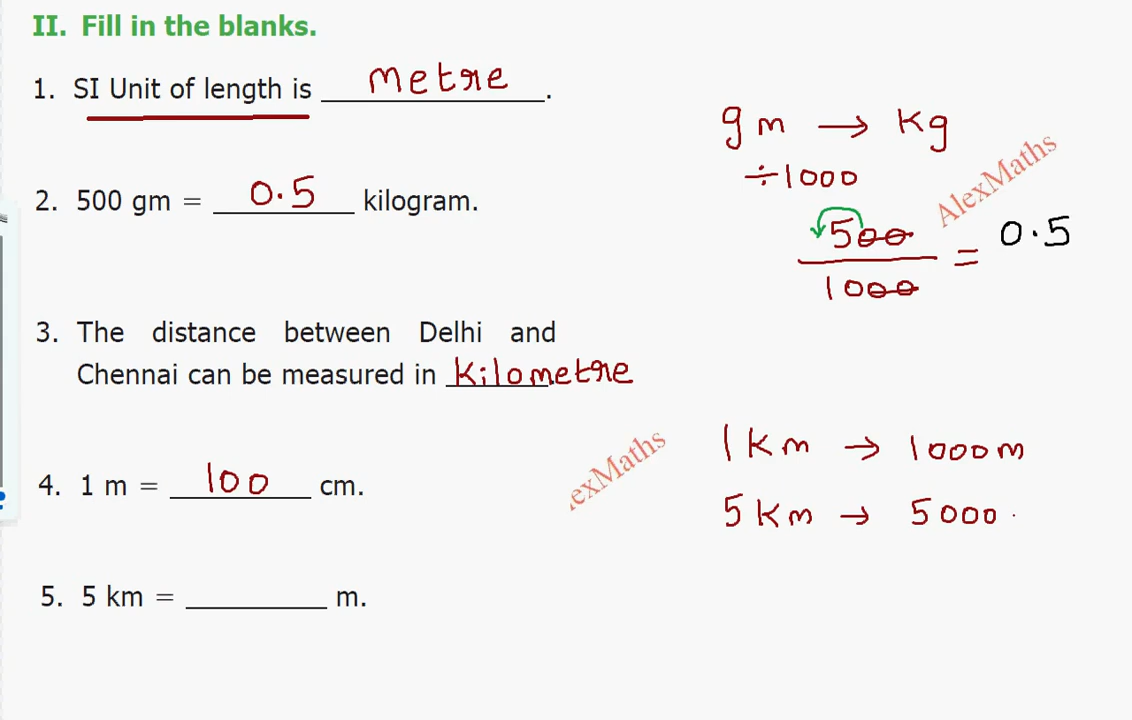 II. Fill in the blanks.
1. SI Unit of length is metre.
gm → kg
÷1000
2. 500 gm = 0.5 kilogram.
AlexMaths
500
1000
= 0.5
3. The distance between Delhi and
Chennai can be measured in Kilometre
1 km → 1000 m
exMaths
4. 1 m = 100 cm.
5 km → 5000
5. 5 km = ____________ m.